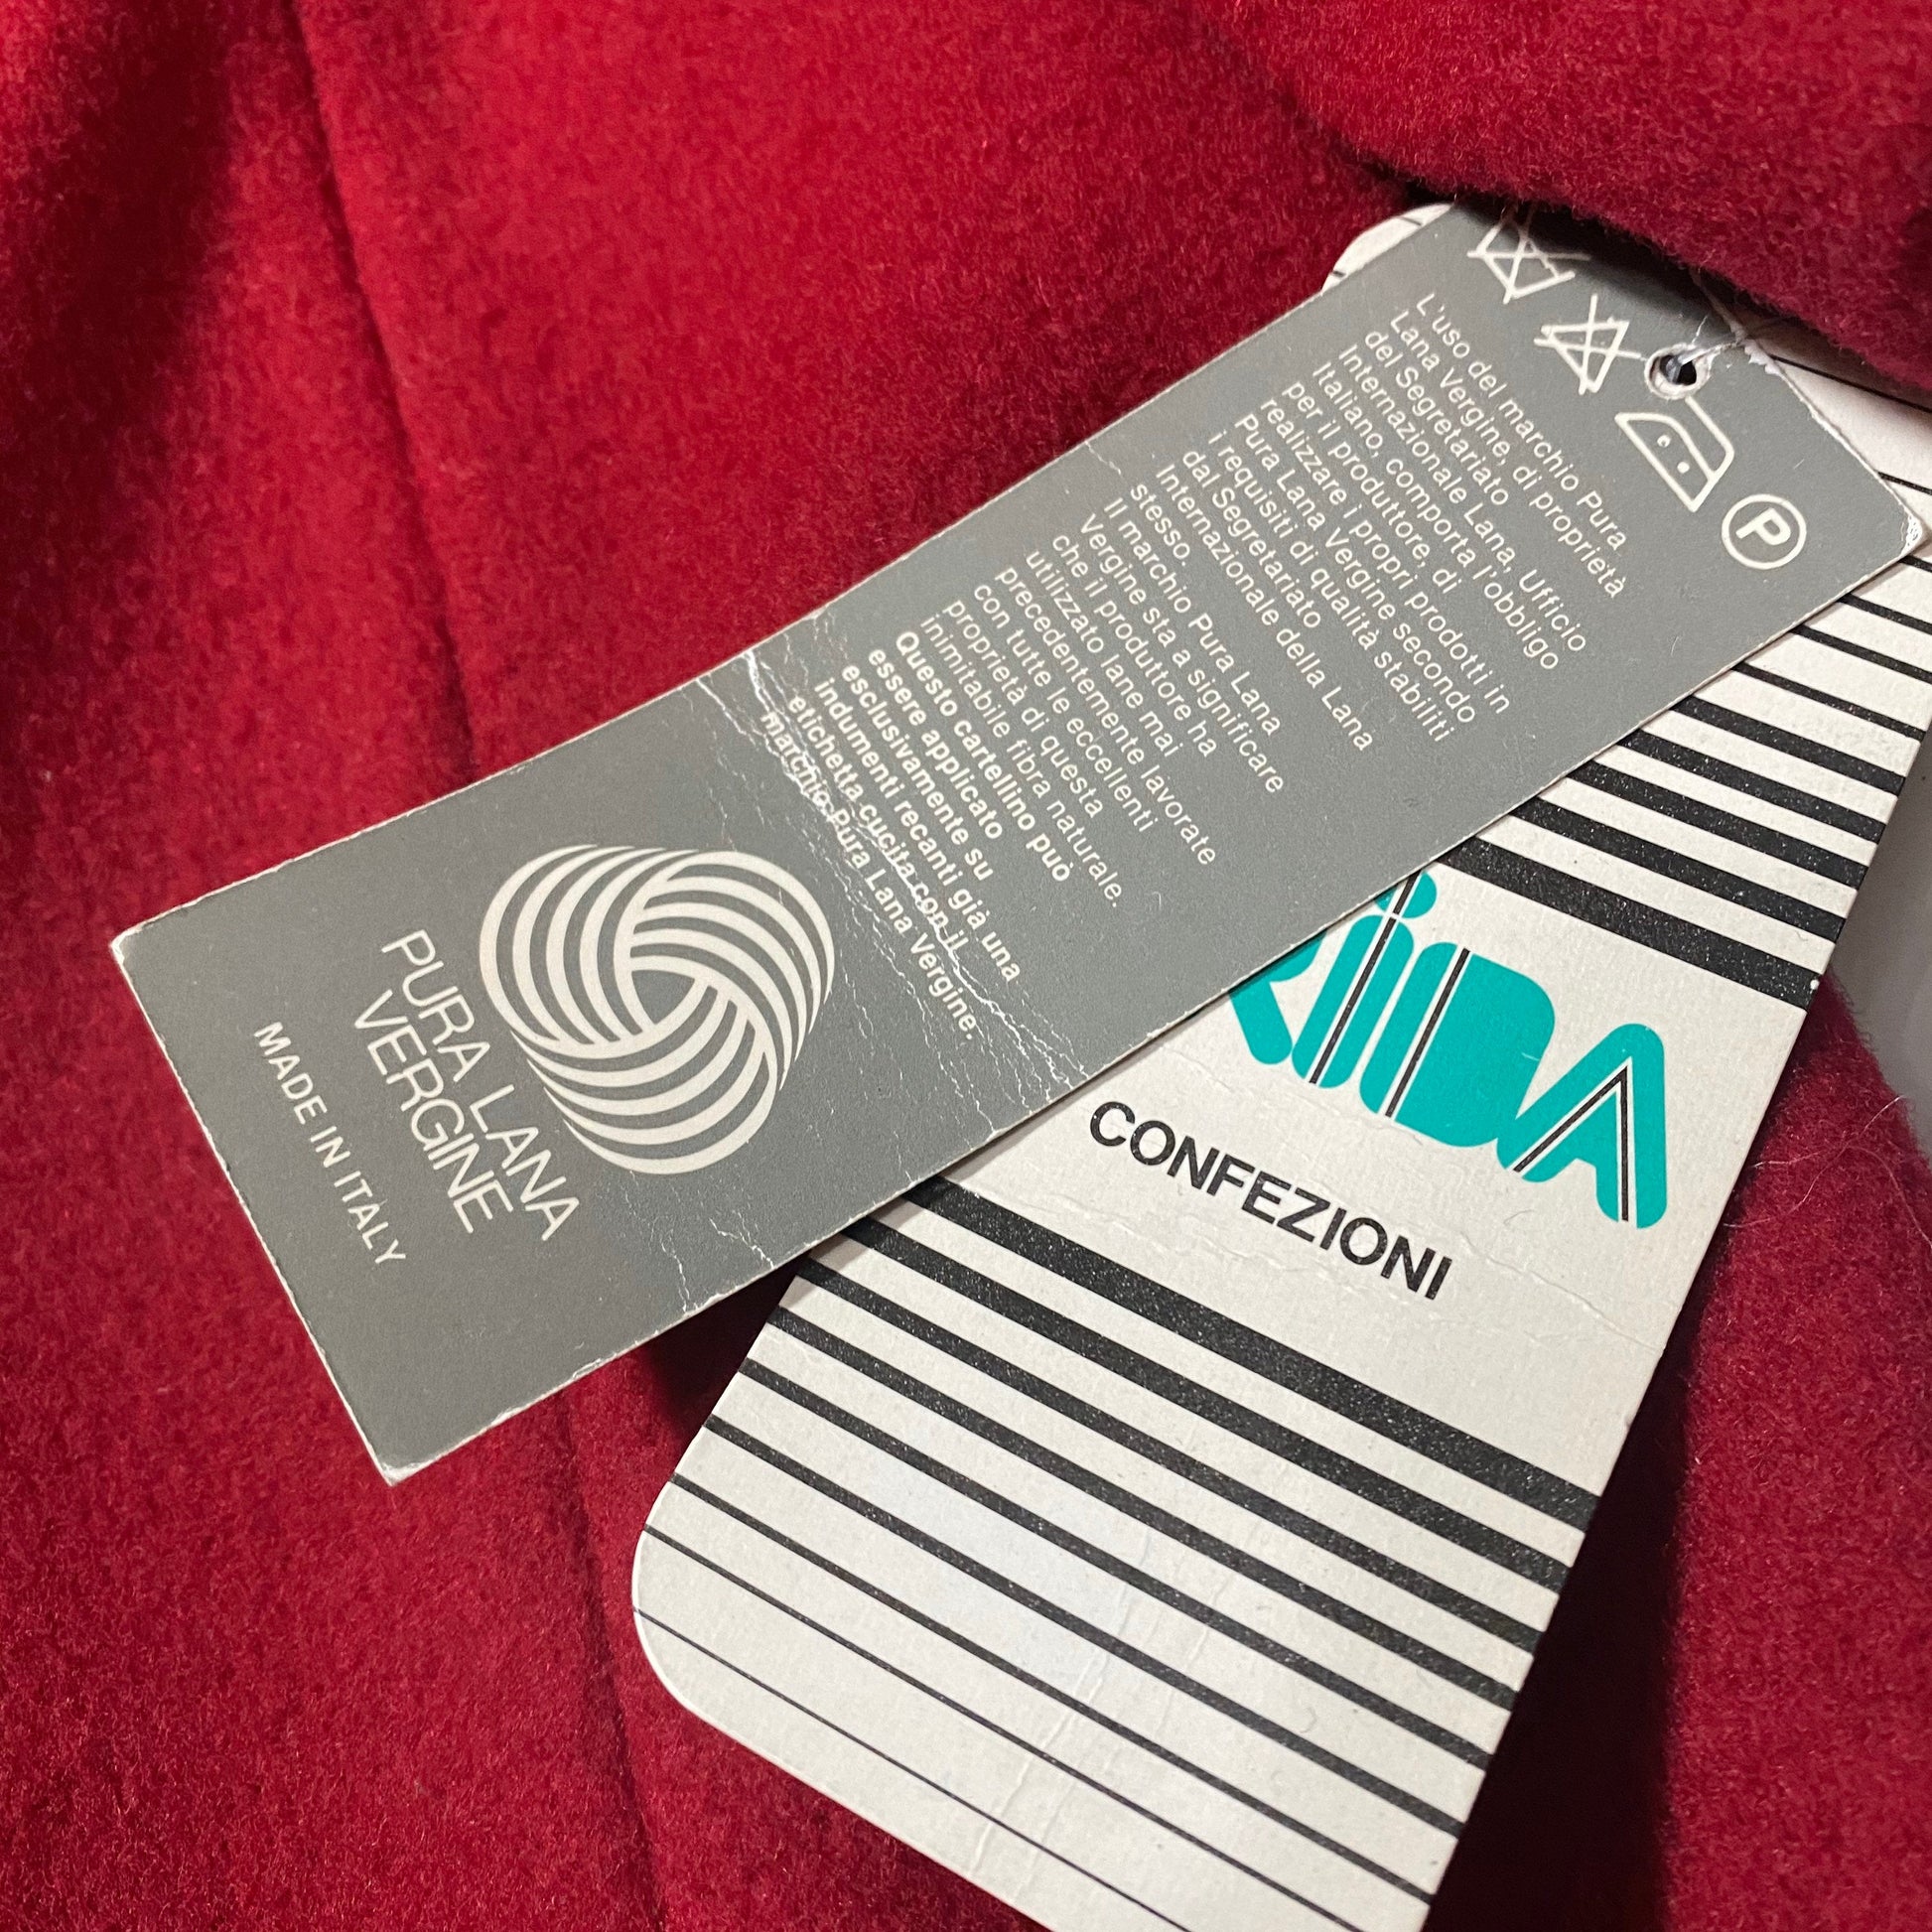 P
L'uso del marchio Pura
Lana Vergine, di proprietà
del Segretariato
Internazionale Lana, Ufficio
Italiano, comporta l'obbligo
per il produttore, di
realizzare i propri prodotti in
Pura Lana Vergine secondo
i requisiti di qualità stabiliti
dal Segretariato
Internazionale della Lana
stesso.
Il marchio Pura Lana
Vergine sta a significare
che il produttore ha
utilizzato lane mai
precedentemente lavorate
con tutte le eccellenti
proprietà di questa
inimitabile fibra naturale.
Questo cartellino può
essere applicato
esclusivamente su
indumenti recanti già una
etichetta cucita con il
marchio Pura Lana Vergine.
PURA LANA
VERGINE
MADE IN ITALY
CONFEZIONI